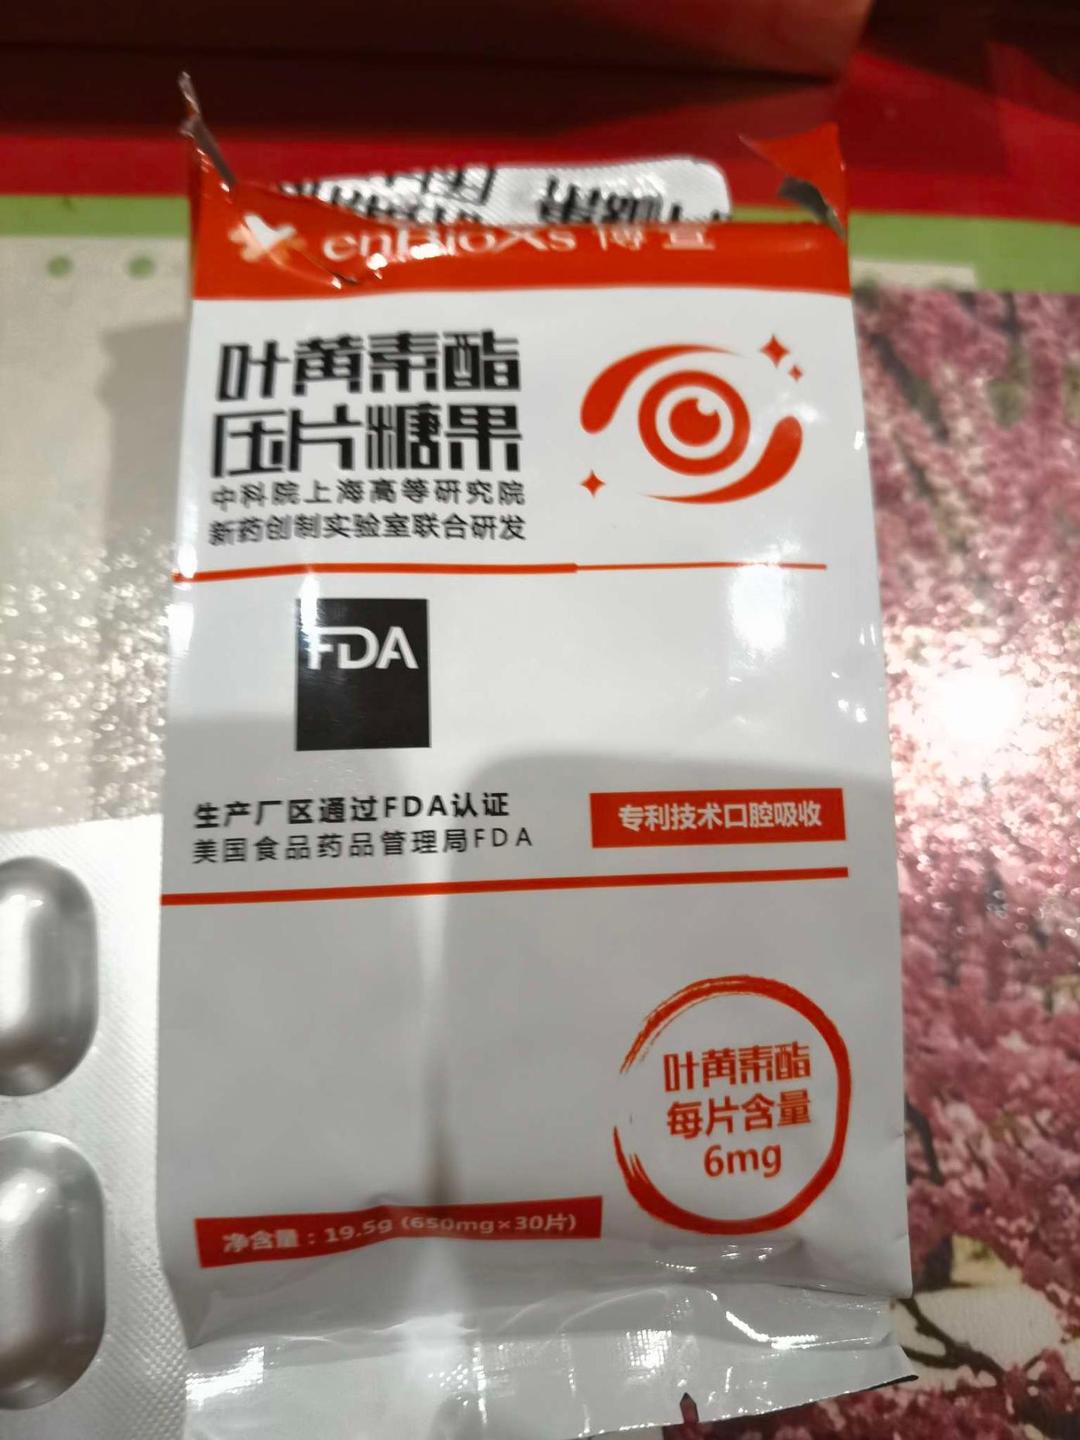 enBioXs 博萱
叶黄素酯
压片糖果
中科院上海高等研究院
新药创制实验室联合研发
FDA
生产厂区通过FDA认证
美国食品药品管理局FDA
专利技术口腔吸收
叶黄素酯
每片含量
6mg
净含量：19.5g (650mg×30片)